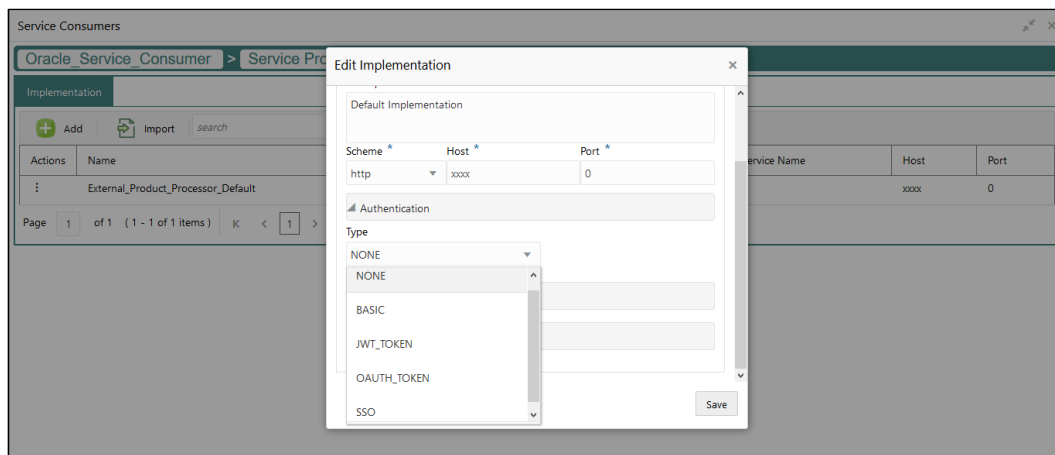 Service Consumers
Oracle_Service_Consumer > Service Pro
Edit Implementation
Implementation
Default Implementation
Add Import search
Scheme * Host * Port *
Actions Name ervice Name Host Port
http xxxx 0
External_Product_Processor_Default xxxx 0
Authentication
Page 1 of 1 ( 1 - 1 of 1 items ) 1
Type
NONE
NONE
BASIC
JWT_TOKEN
OAUTH_TOKEN
SSO
Save